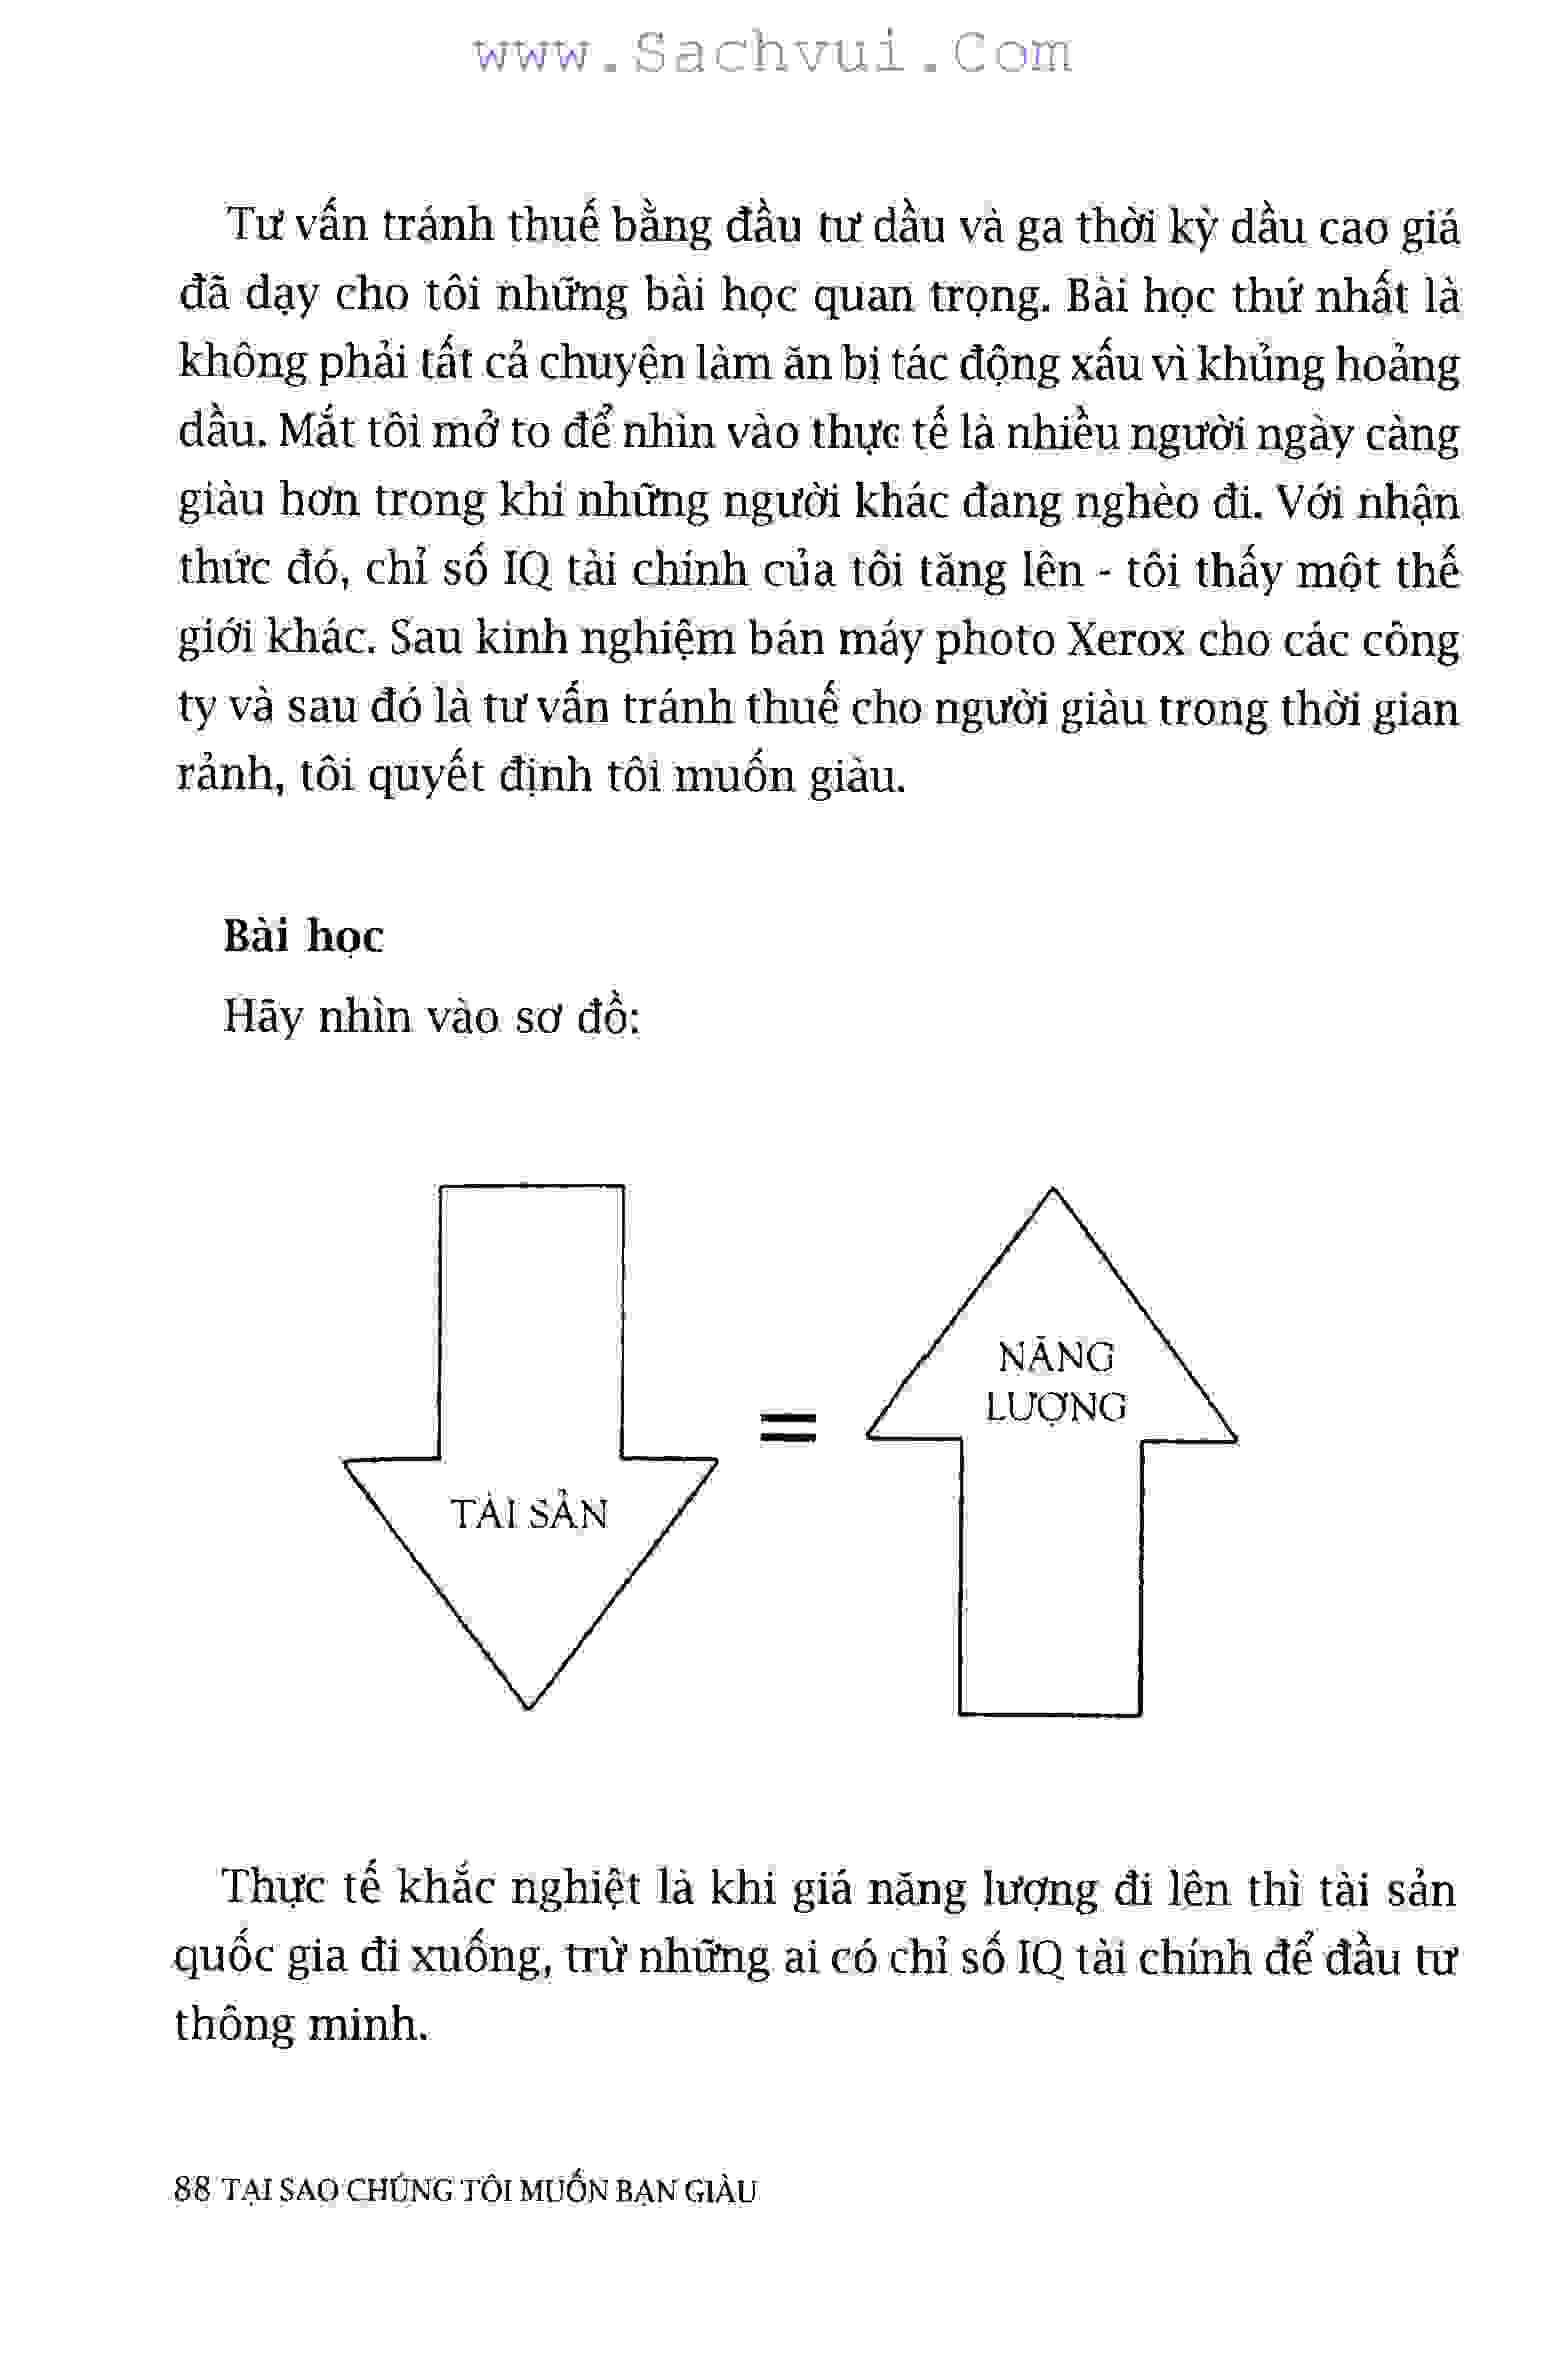 www.Sachvui.Com
Tư vấn tránh thuế bằng đầu tư dầu và ga thời kỳ dầu cao giá
đã dạy cho tôi những bài học quan trọng. Bài học thứ nhất là
không phải tất cả chuyện làm ăn bị tác động xấu vì khủng hoảng
dầu. Mắt tôi mở to để nhìn vào thực tế là nhiều người ngày càng
giàu hơn trong khi những người khác đang nghèo đi. Với nhận
thức đó, chỉ số IQ tài chính của tôi tăng lên - tôi thấy một thế
giới khác. Sau kinh nghiệm bán máy photo Xerox cho các công
ty và sau đó là tư vấn tránh thuế cho người giàu trong thời gian
rảnh, tôi quyết định tôi muốn giàu.
Bài học
Hãy nhìn vào sơ đồ:
TÀI SẢN
=
NĂNG
LƯỢNG
Thực tế khắc nghiệt là khi giá năng lượng đi lên thì tài sản
quốc gia đi xuống, trừ những ai có chỉ số IQ tài chính để đầu tư
thông minh.
88 TẠI SAO CHÚNG TÔI MUỐN BẠN GIÀU